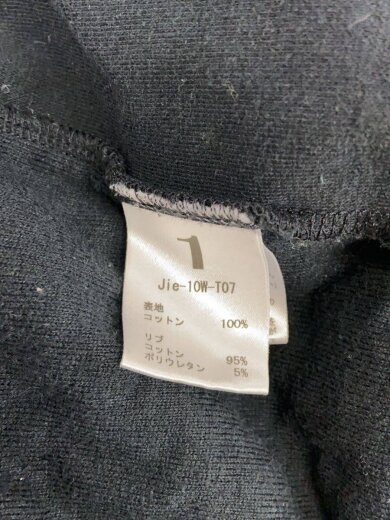 1
Jie-10W-T07
表地
コットン 100%
リブ
コットン 95%
ポリウレタン 5%